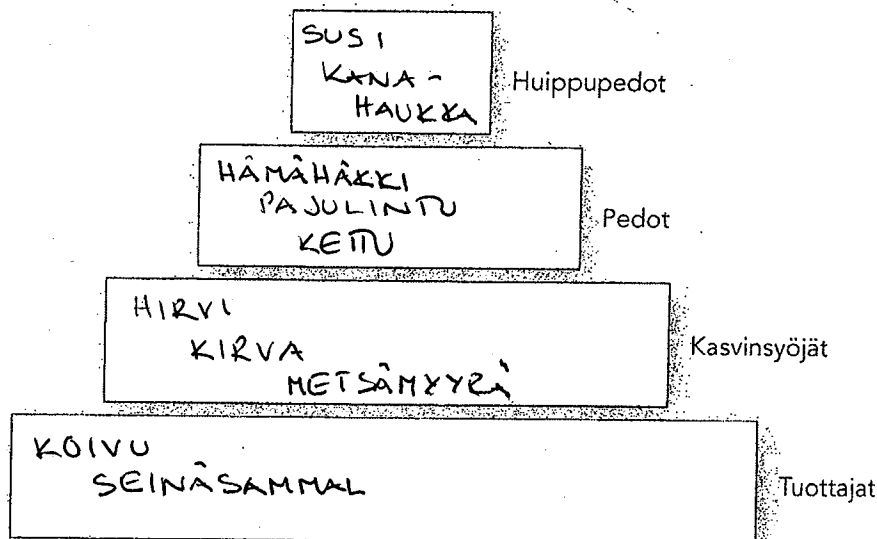 SUSI
KANA-
HAUKKA
Huippupedot
HÄMÄHÄKKI
PAJULINTU
KETTU
Pedot
HIRVI
KIRVA
METSÄMYYRÄ
Kasvinsyöjät
KOIVU
SEINÄSAMMAL
Tuottajat